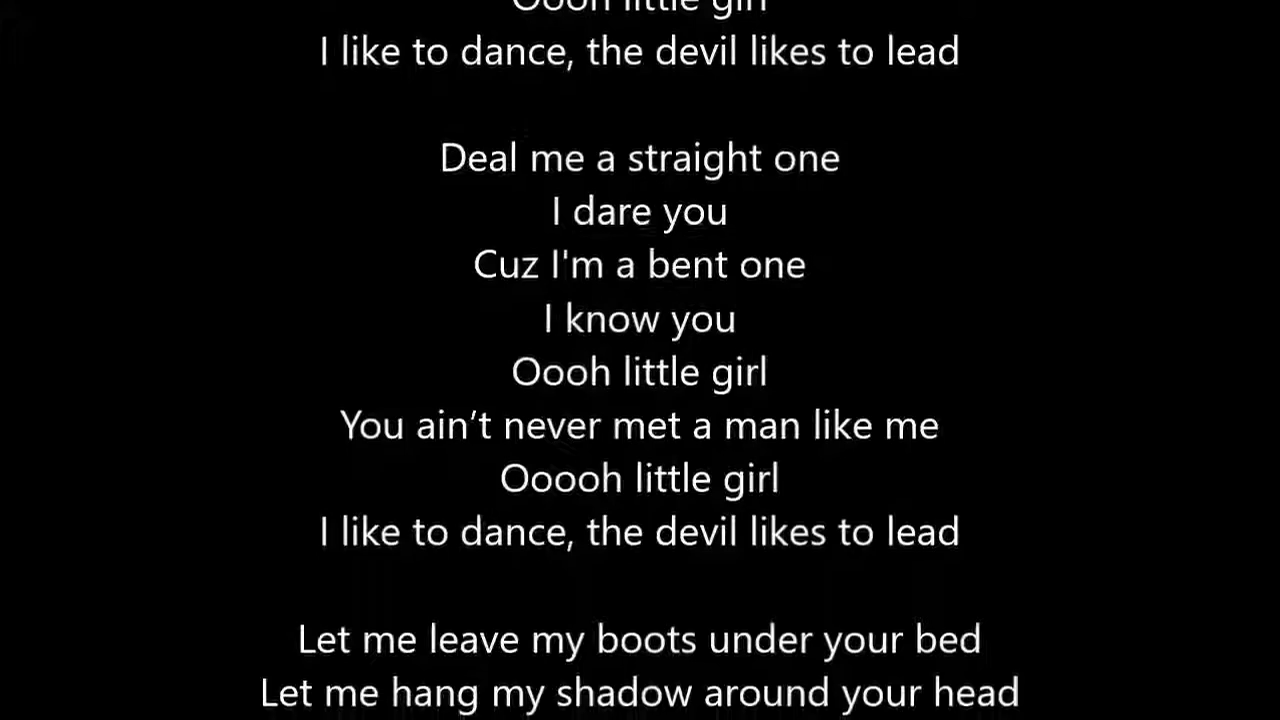 Oooh little girl
I like to dance, the devil likes to lead
Deal me a straight one
I dare you
Cuz I'm a bent one
I know you
Oooh little girl
You ain’t never met a man like me
Ooooh little girl
I like to dance, the devil likes to lead
Let me leave my boots under your bed
Let me hang my shadow around your head